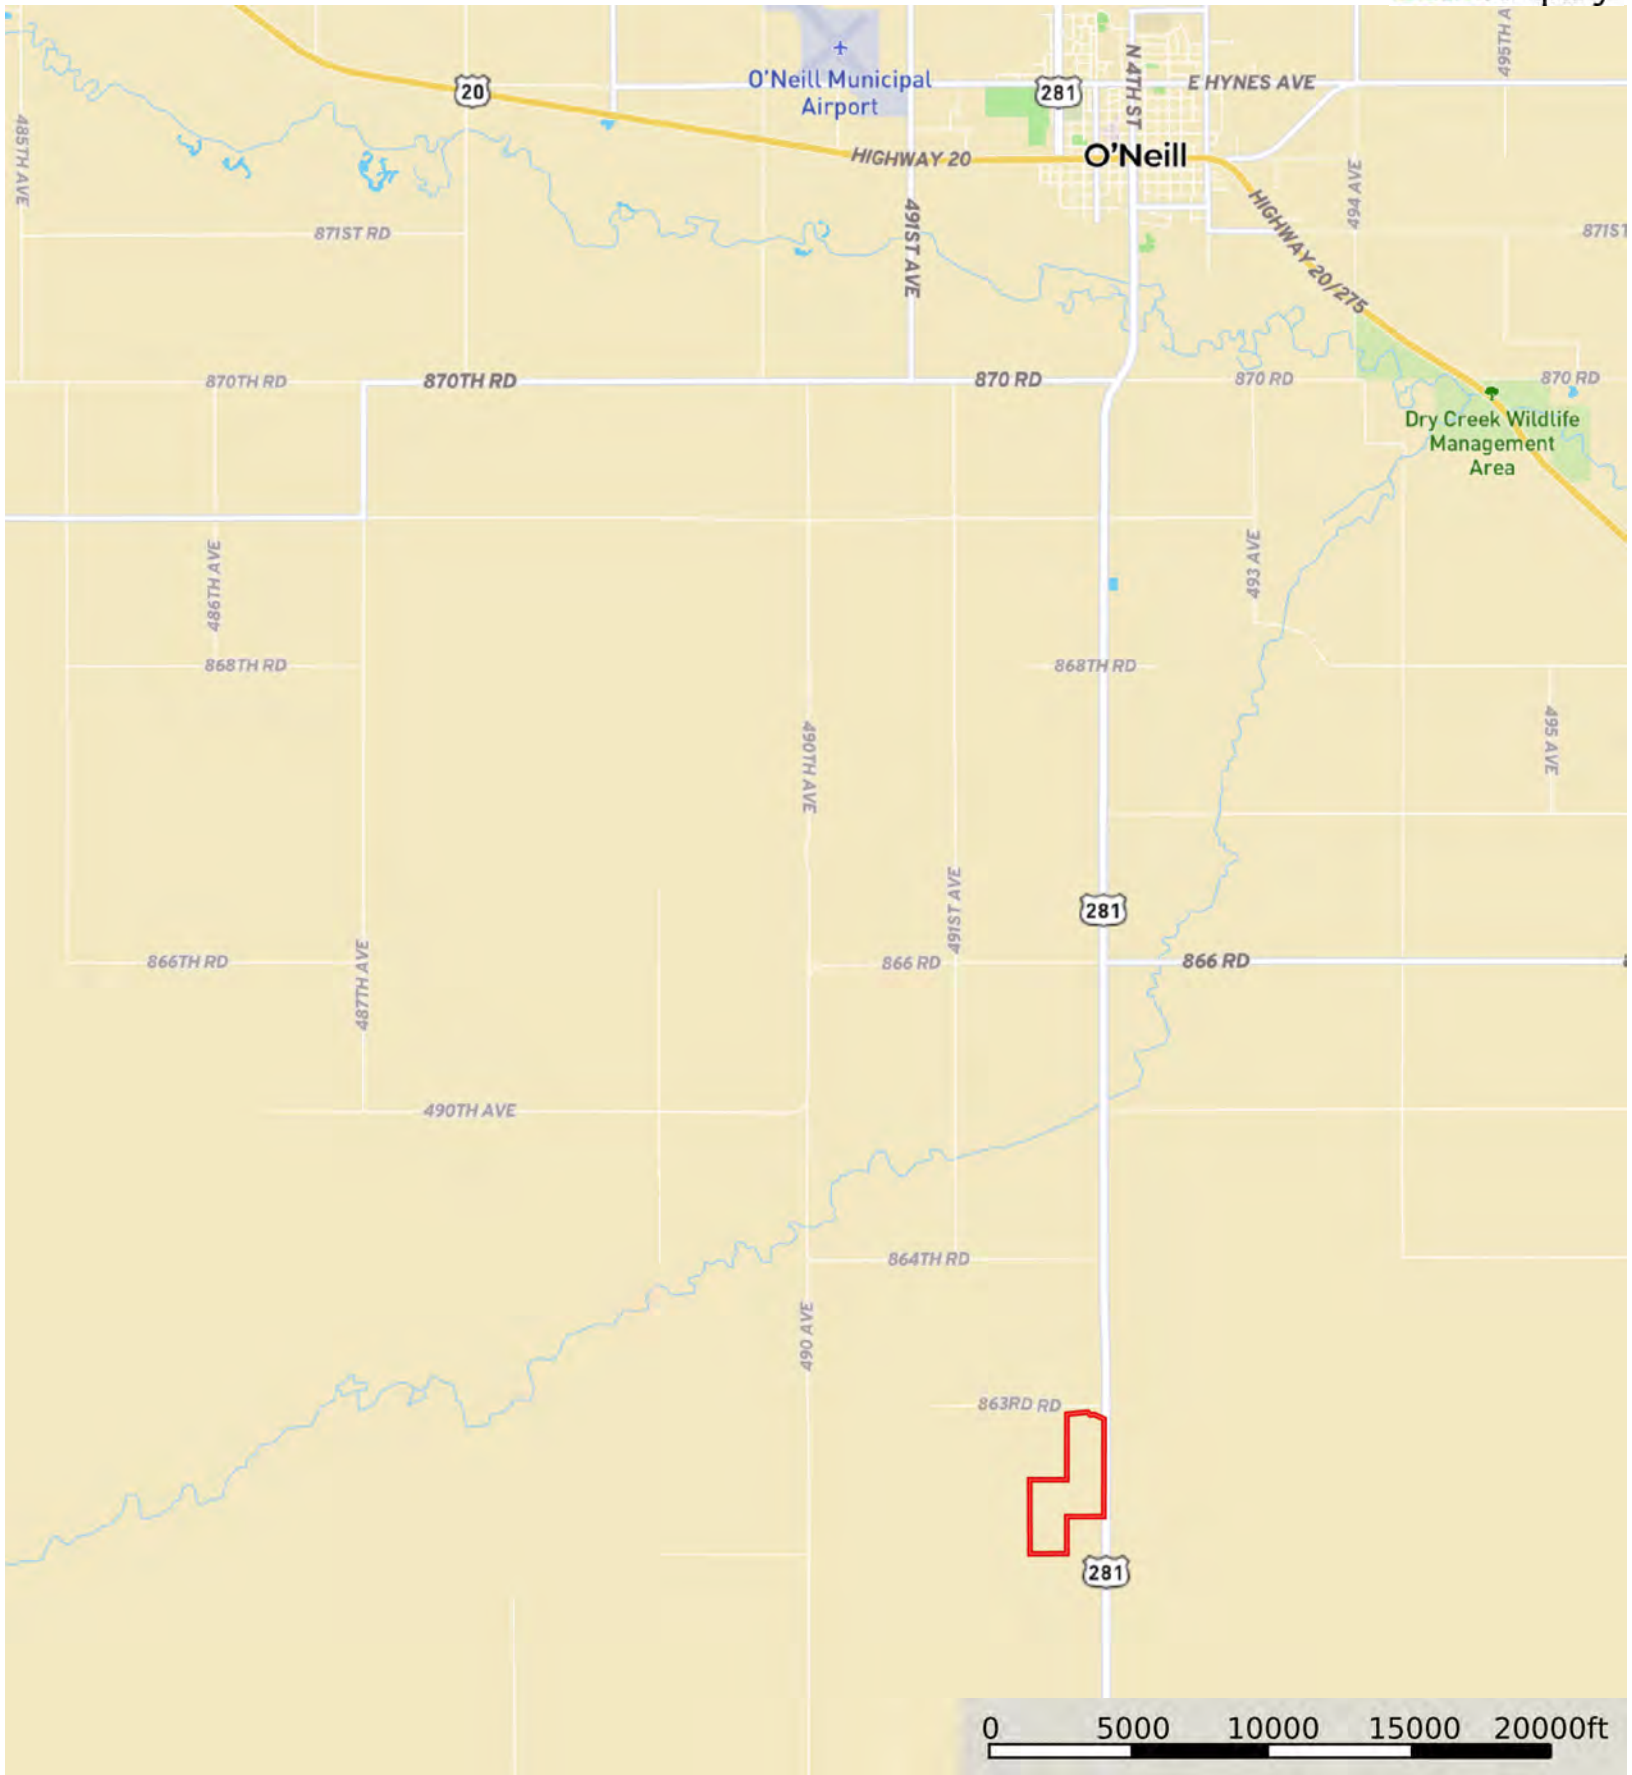 495TH A
20
O'Neill Municipal
Airport
281
N 4TH ST
E HYNES AVE
485TH AVE
HIGHWAY 20
O'Neill
494 AVE
871ST RD
491ST AVE
HIGHWAY 20/275
871ST
870TH RD
870TH RD
870 RD
870 RD
870 RD
Dry Creek Wildlife
Management
Area
486TH AVE
493 AVE
868TH RD
868TH RD
490TH AVE
495 AVE
491ST AVE
281
866TH RD
487TH AVE
866 RD
866 RD
490TH AVE
864TH RD
490 AVE
863RD RD
281
0 5000 10000 15000 20000ft